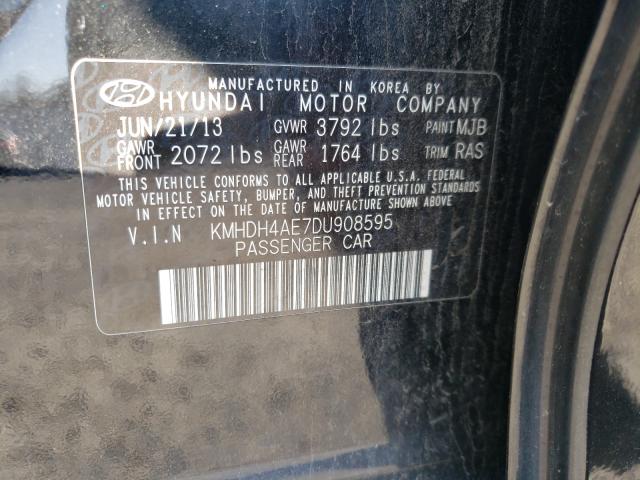 MANUFACTURED IN KOREA BY
HYUNDAI MOTOR COMPANY
JUN/21/13 GVWR 3792 lbs PAINT MJB
GAWR FRONT 2072 lbs GAWR REAR 1764 lbs TRIM RAS
THIS VEHICLE CONFORMS TO ALL APPLICABLE U.S.A. FEDERAL
MOTOR VEHICLE SAFETY, BUMPER, AND THEFT PREVENTION STANDARDS
IN EFFECT ON THE DATE OF MANUFACTURE SHOWN ABOVE.
V.I.N KMHDH4AE7DU908595
PASSENGER CAR